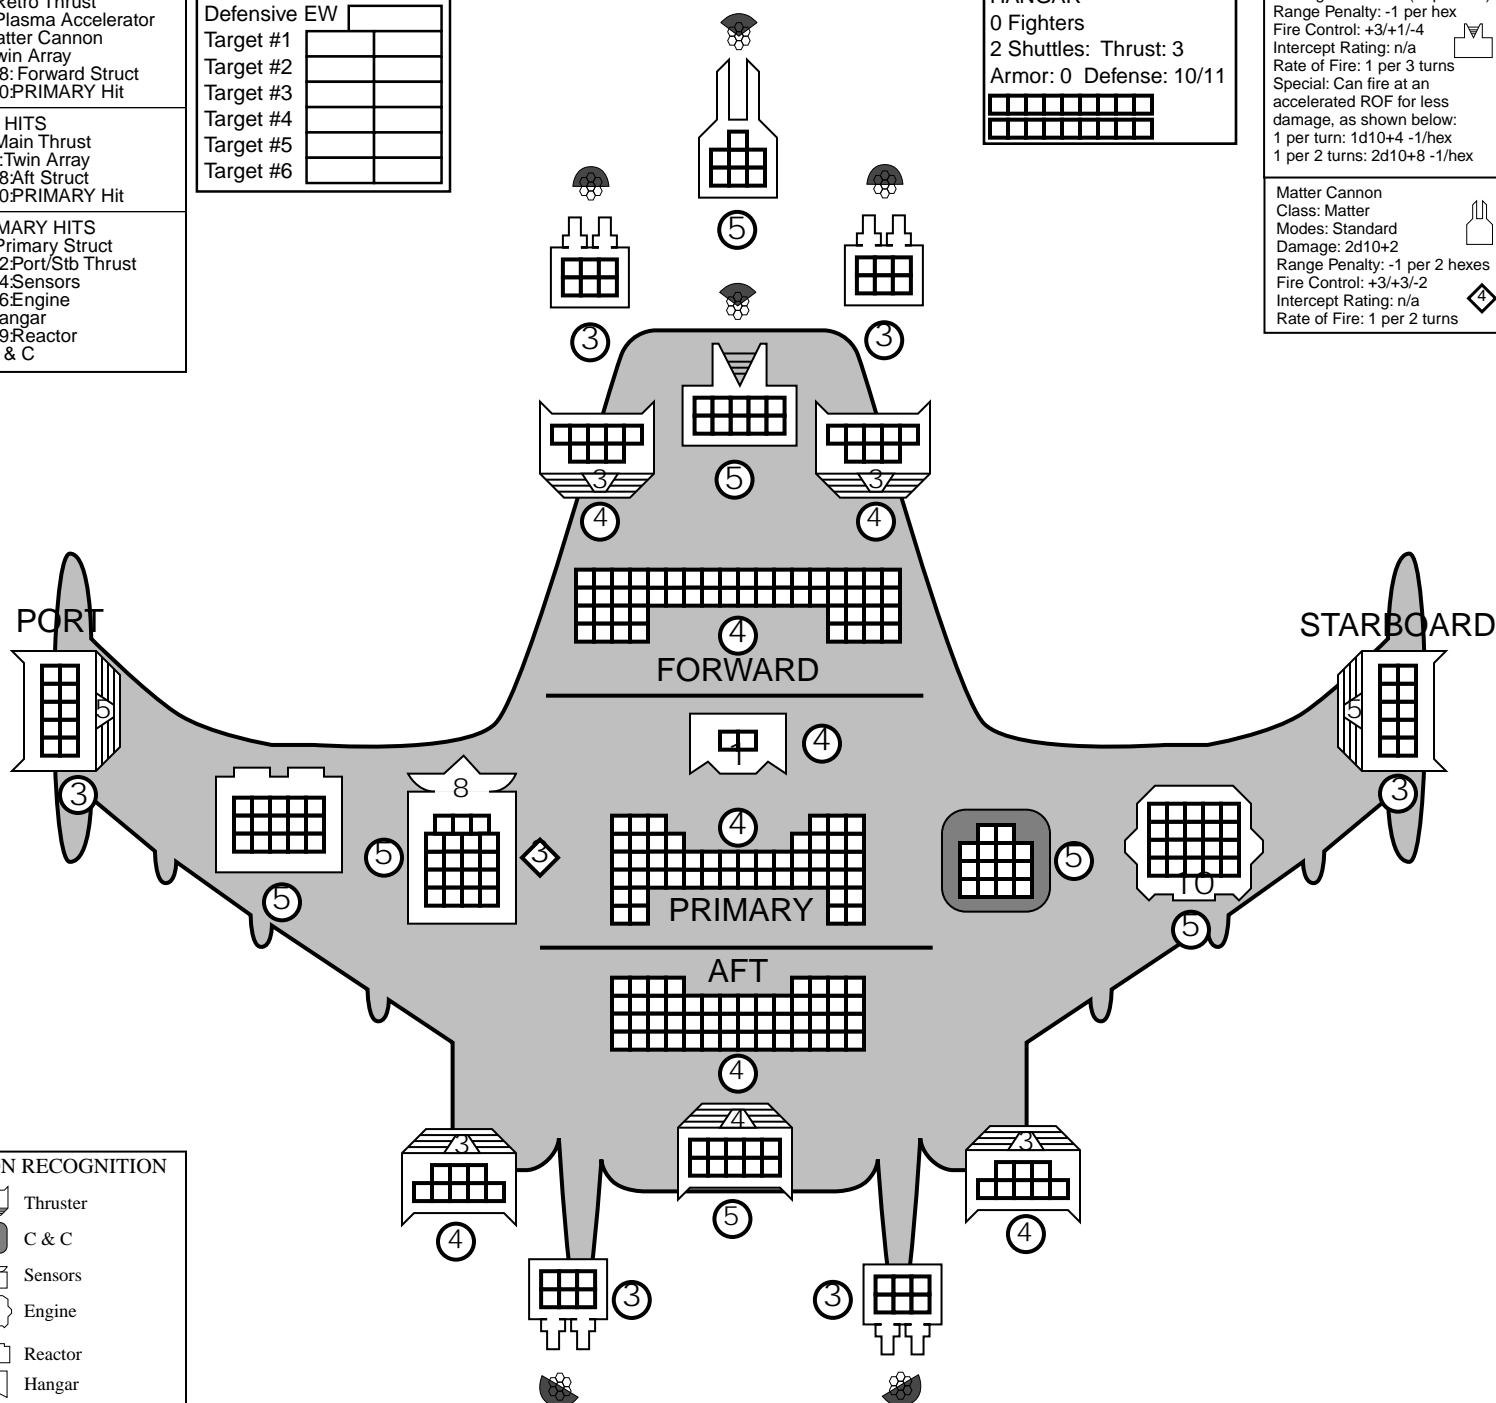 Retro Thrust
Plasma Accelerator
atter Cannon
win Array
8: Forward Struct
0:PRIMARY Hit
HITS
Main Thrust
:Twin Array
8:Aft Struct
0:PRIMARY Hit
MARY HITS
Primary Struct
2:Port/Stb Thrust
4:Sensors
6:Engine
angar
9:Reactor
& C
Defensive EW
Target #1
Target #2
Target #3
Target #4
Target #5
Target #6
HANGAR
0 Fighters
2 Shuttles: Thrust: 3
Armor: 0 Defense: 10/11
Range Penalty: -1 per hex
Fire Control: +3/+1/-4
Intercept Rating: n/a
Rate of Fire: 1 per 3 turns
Special: Can fire at an
accelerated ROF for less
damage, as shown below:
1 per turn: 1d10+4 -1/hex
1 per 2 turns: 2d10+8 -1/hex
Matter Cannon
Class: Matter
Modes: Standard
Damage: 2d10+2
Range Penalty: -1 per 2 hexes
Fire Control: +3/+3/-2
Intercept Rating: n/a
Rate of Fire: 1 per 2 turns
4
5
3
3
3
5
3
4
4
4
FORWARD
PORT
STARBOARD
5
5
3
3
1
4
8
5
3
5
4
PRIMARY
5
10
5
AFT
4
3
4
3
4
5
4
3
3
N RECOGNITION
Thruster
C & C
Sensors
Engine
Reactor
Hangar